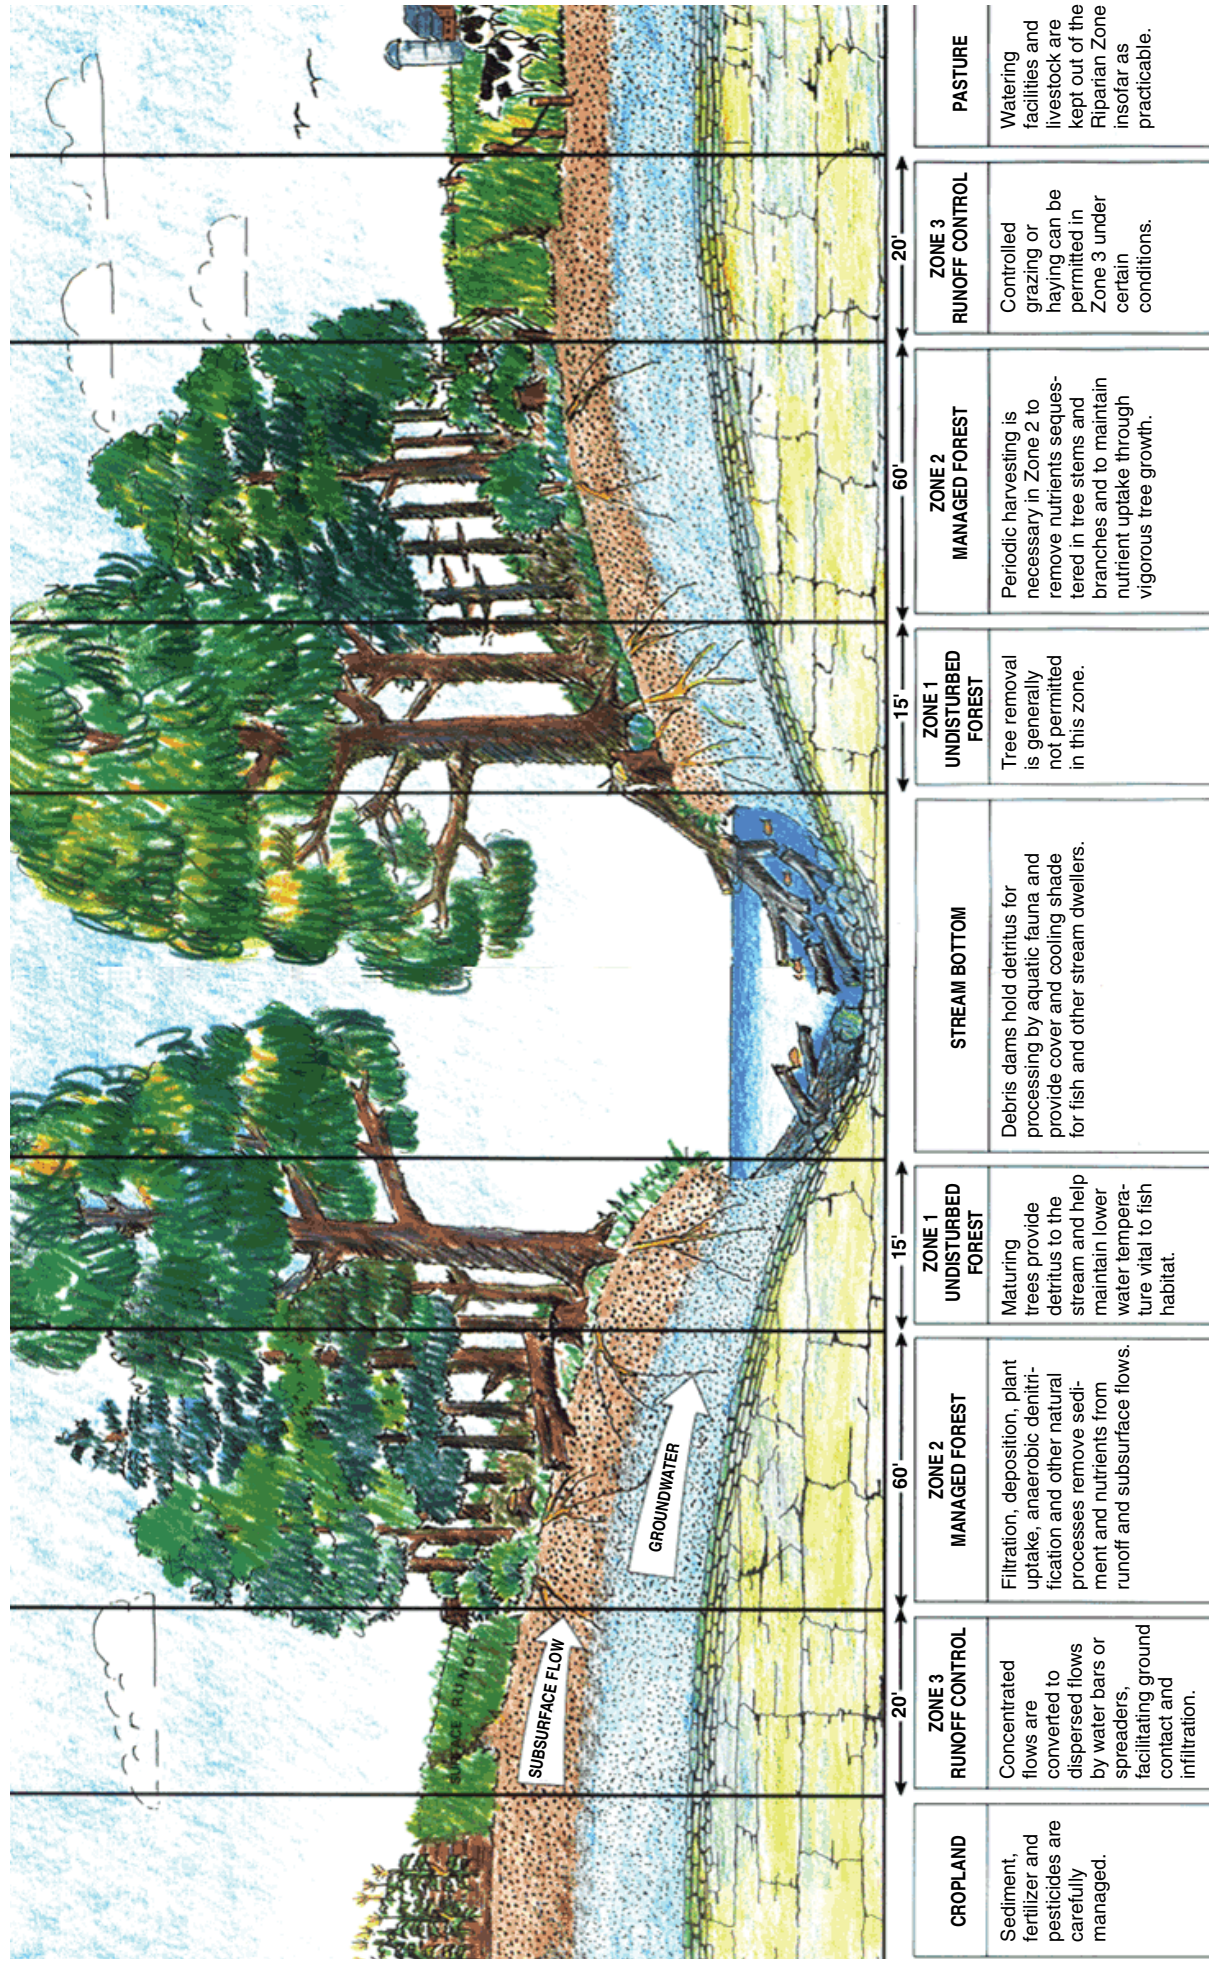 SURFACE RUNOFF
SUBSURFACE FLOW
GROUNDWATER
20'
60'
15'
15'
60'
20'
CROPLAND
Sediment,
fertilizer and
pesticides are
carefully
managed.
ZONE 3
RUNOFF CONTROL
Concentrated
flows are
converted to
dispersed flows
by water bars or
spreaders,
facilitating ground
contact and
infiltration.
ZONE 2
MANAGED FOREST
Filtration, deposition, plant
uptake, anaerobic denitri-
fication and other natural
processes remove sedi-
ment and nutrients from
runoff and subsurface flows.
ZONE 1
UNDISTURBED
FOREST
Maturing
trees provide
detritus to the
stream and help
maintain lower
water tempera-
ture vital to fish
habitat.
STREAM BOTTOM
Debris dams hold detritus for
processing by aquatic fauna and
provide cover and cooling shade
for fish and other stream dwellers.
ZONE 1
UNDISTURBED
FOREST
Tree removal
is generally
not permitted
in this zone.
ZONE 2
MANAGED FOREST
Periodic harvesting is
necessary in Zone 2 to
remove nutrients seques-
tered in tree stems and
branches and to maintain
nutrient uptake through
vigorous tree growth.
ZONE 3
RUNOFF CONTROL
Controlled
grazing or
haying can be
permitted in
Zone 3 under
certain
conditions.
PASTURE
Watering
facilities and
livestock are
kept out of the
Riparian Zone
insofar as
practicable.